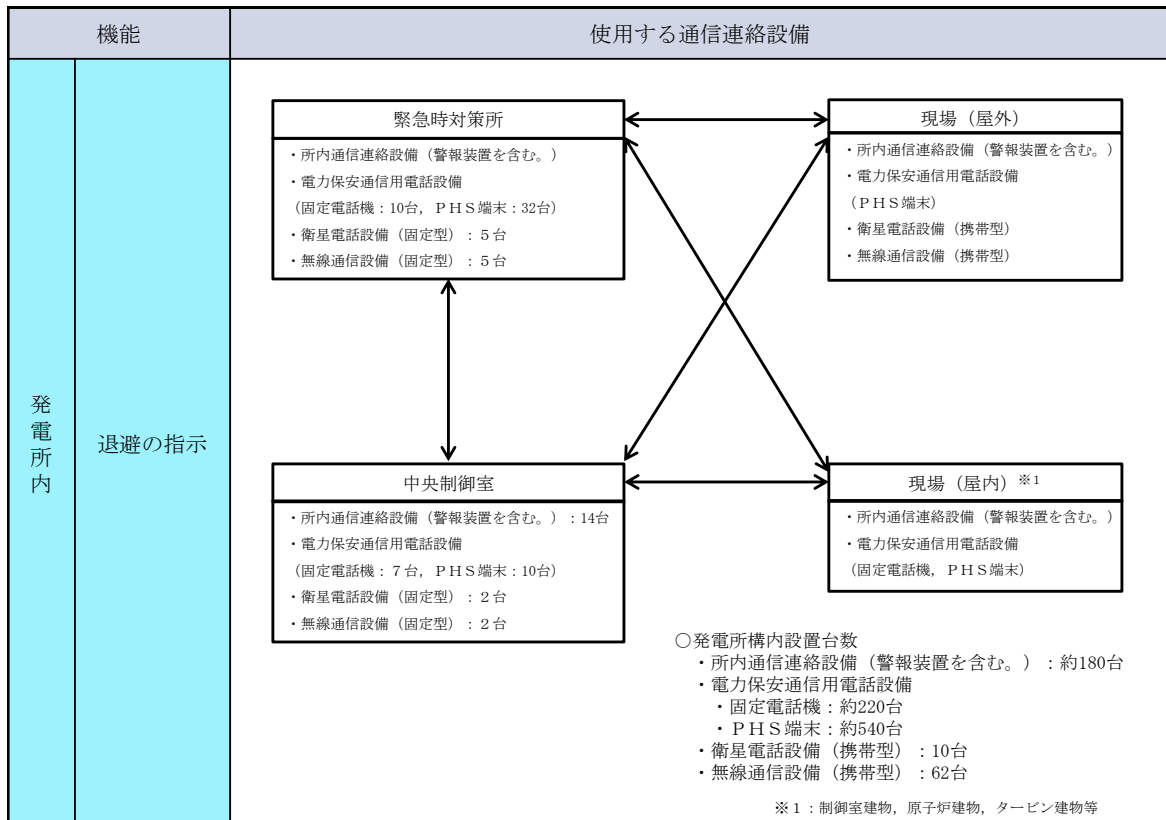 機能
使用する通信連絡設備
発電所内
退避の指示
緊急時対策所
・所内通信連絡設備（警報装置を含む。）
・電力保安通信用電話設備
（固定電話機：10台，ＰＨＳ端末：32台）
・衛星電話設備（固定型）：５台
・無線通信設備（固定型）：５台
現場（屋外）
・所内通信連絡設備（警報装置を含む。）
・電力保安通信用電話設備
（ＰＨＳ端末）
・衛星電話設備（携帯型）
・無線通信設備（携帯型）
中央制御室
・所内通信連絡設備（警報装置を含む。）：14台
・電力保安通信用電話設備
（固定電話機：７台，ＰＨＳ端末：10台）
・衛星電話設備（固定型）：２台
・無線通信設備（固定型）：２台
現場（屋内）※1
・所内通信連絡設備（警報装置を含む。）
・電力保安通信用電話設備
（固定電話機，ＰＨＳ端末）
○発電所構内設置台数
・所内通信連絡設備（警報装置を含む。）：約180台
・電力保安通信用電話設備
・固定電話機：約220台
・ＰＨＳ端末：約540台
・衛星電話設備（携帯型）：10台
・無線通信設備（携帯型）：62台
※１：制御室建物，原子炉建物，タービン建物等